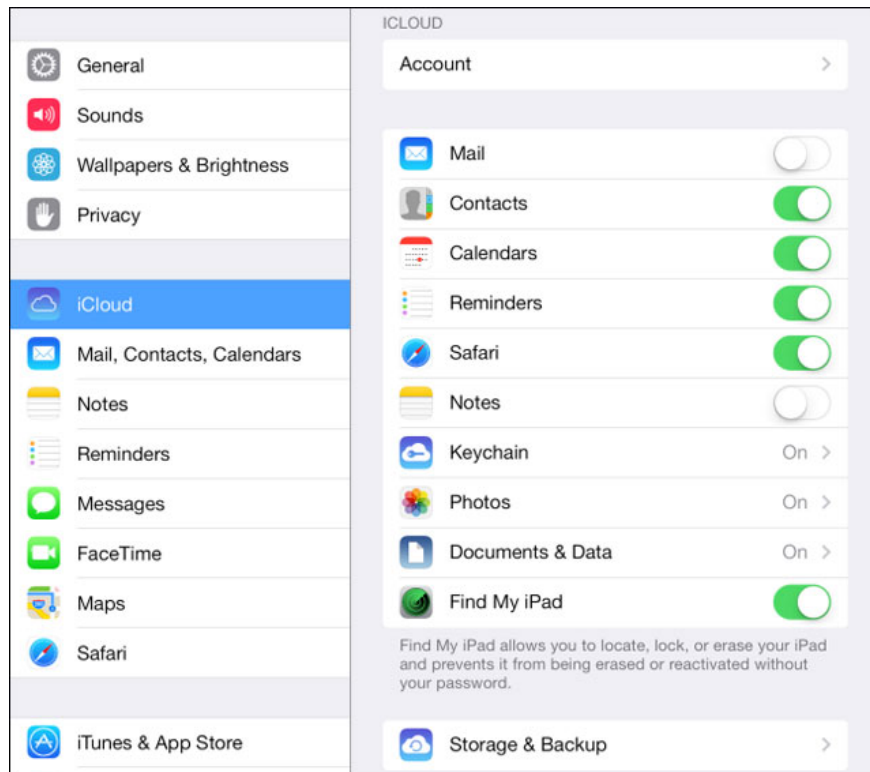 General
Sounds
Wallpapers & Brightness
Privacy
iCloud
Mail, Contacts, Calendars
Notes
Reminders
Messages
FaceTime
Maps
Safari
iTunes & App Store
ICLOUD
Account
Mail
Contacts
Calendars
Reminders
Safari
Notes
Keychain On
Photos On
Documents & Data On
Find My iPad
Find My iPad allows you to locate, lock, or erase your iPad
and prevents it from being erased or reactivated without
your password.
Storage & Backup